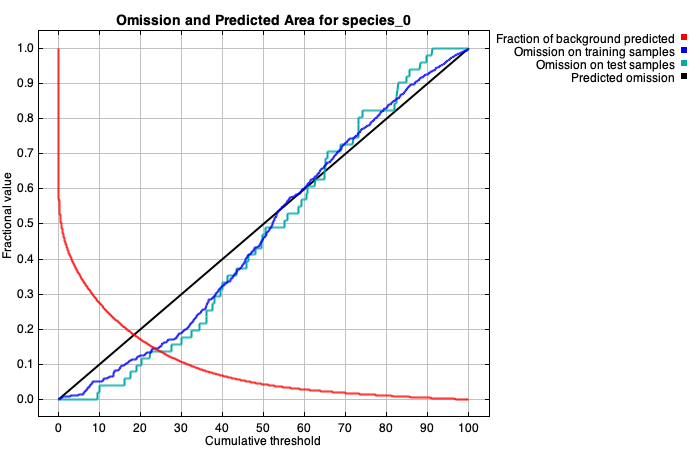 Omission and Predicted Area for species_0
Fraction of background predicted
Omission on training samples
Omission on test samples
Predicted omission
Fractional value
1.0
0.9
0.8
0.7
0.6
0.5
0.4
0.3
0.2
0.1
0.0
0 10 20 30 40 50 60 70 80 90 100
Cumulative threshold